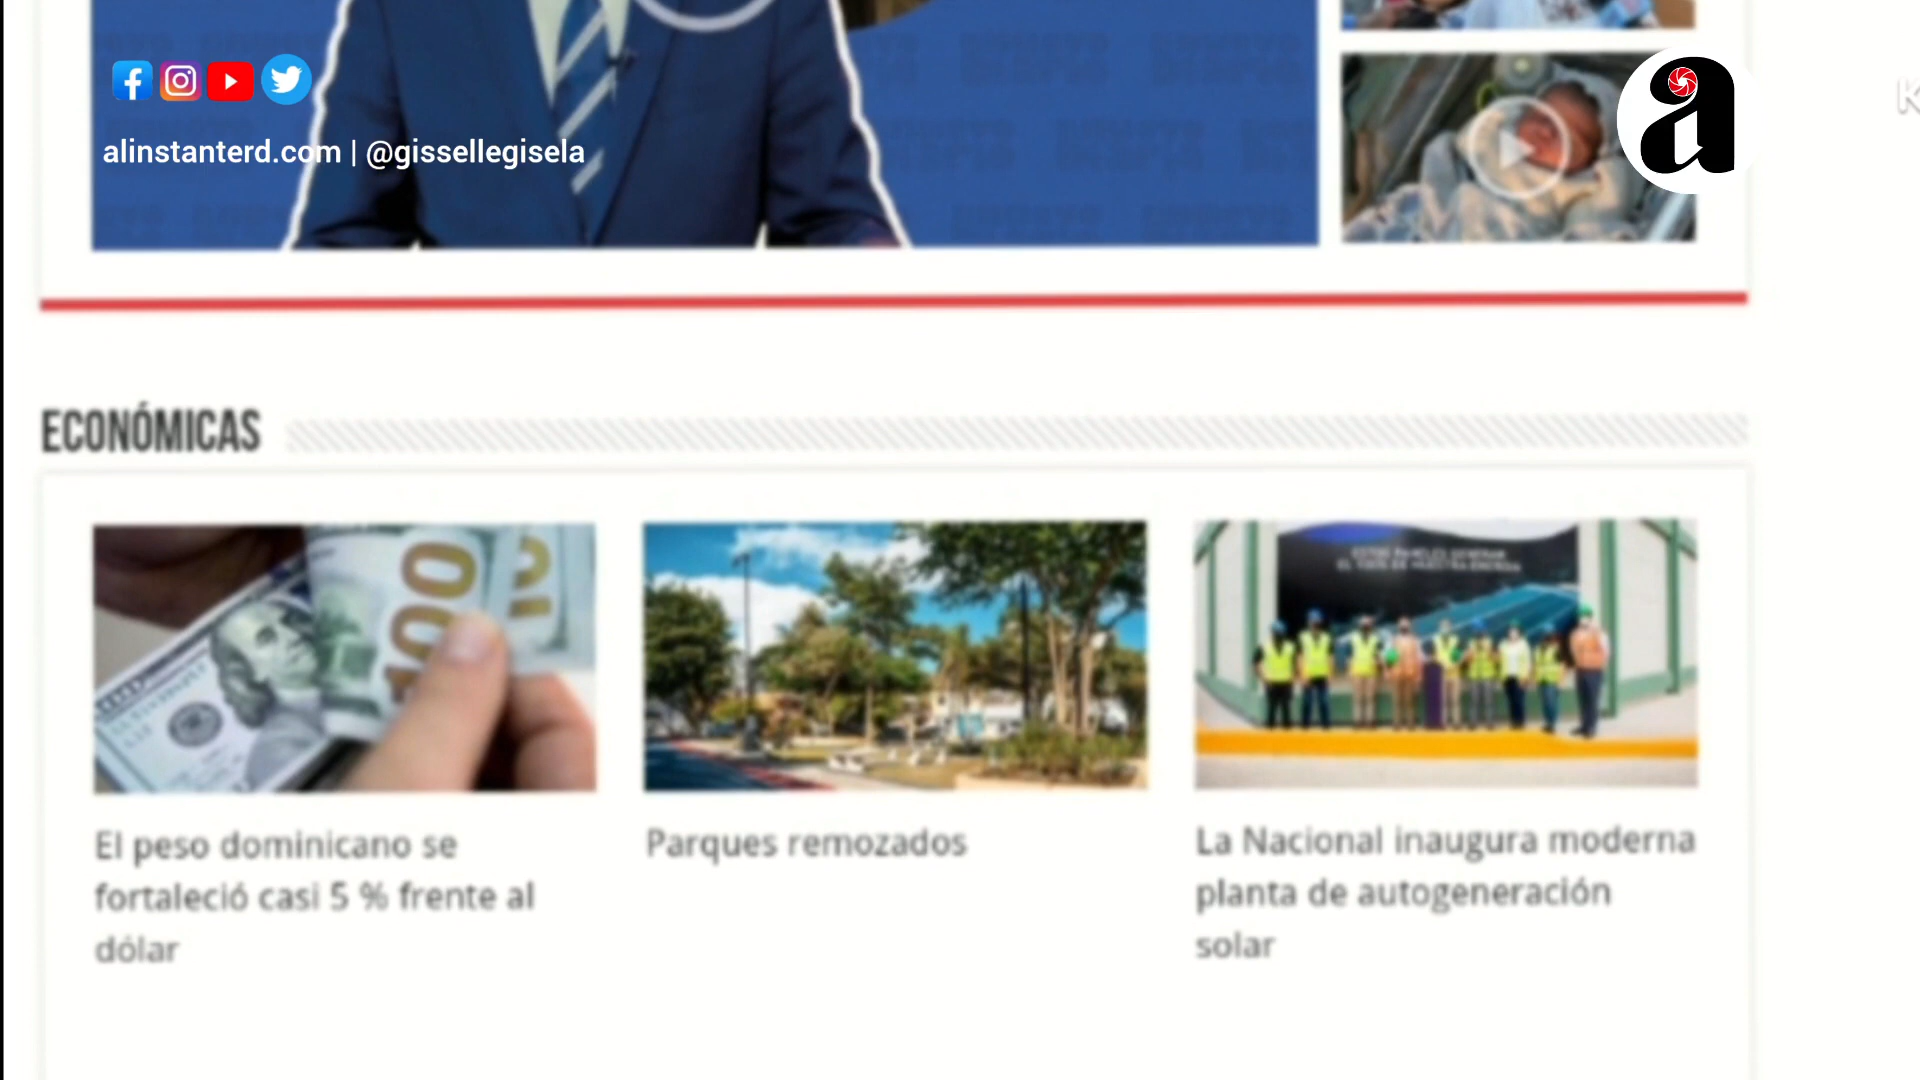 alinstanterd.com | @gissellegisela
a
K
ECONÓMICAS
100
El peso dominicano se
fortaleció casi 5 % frente al
dólar
Parques remozados
La Nacional inaugura moderna
planta de autogeneración
solar